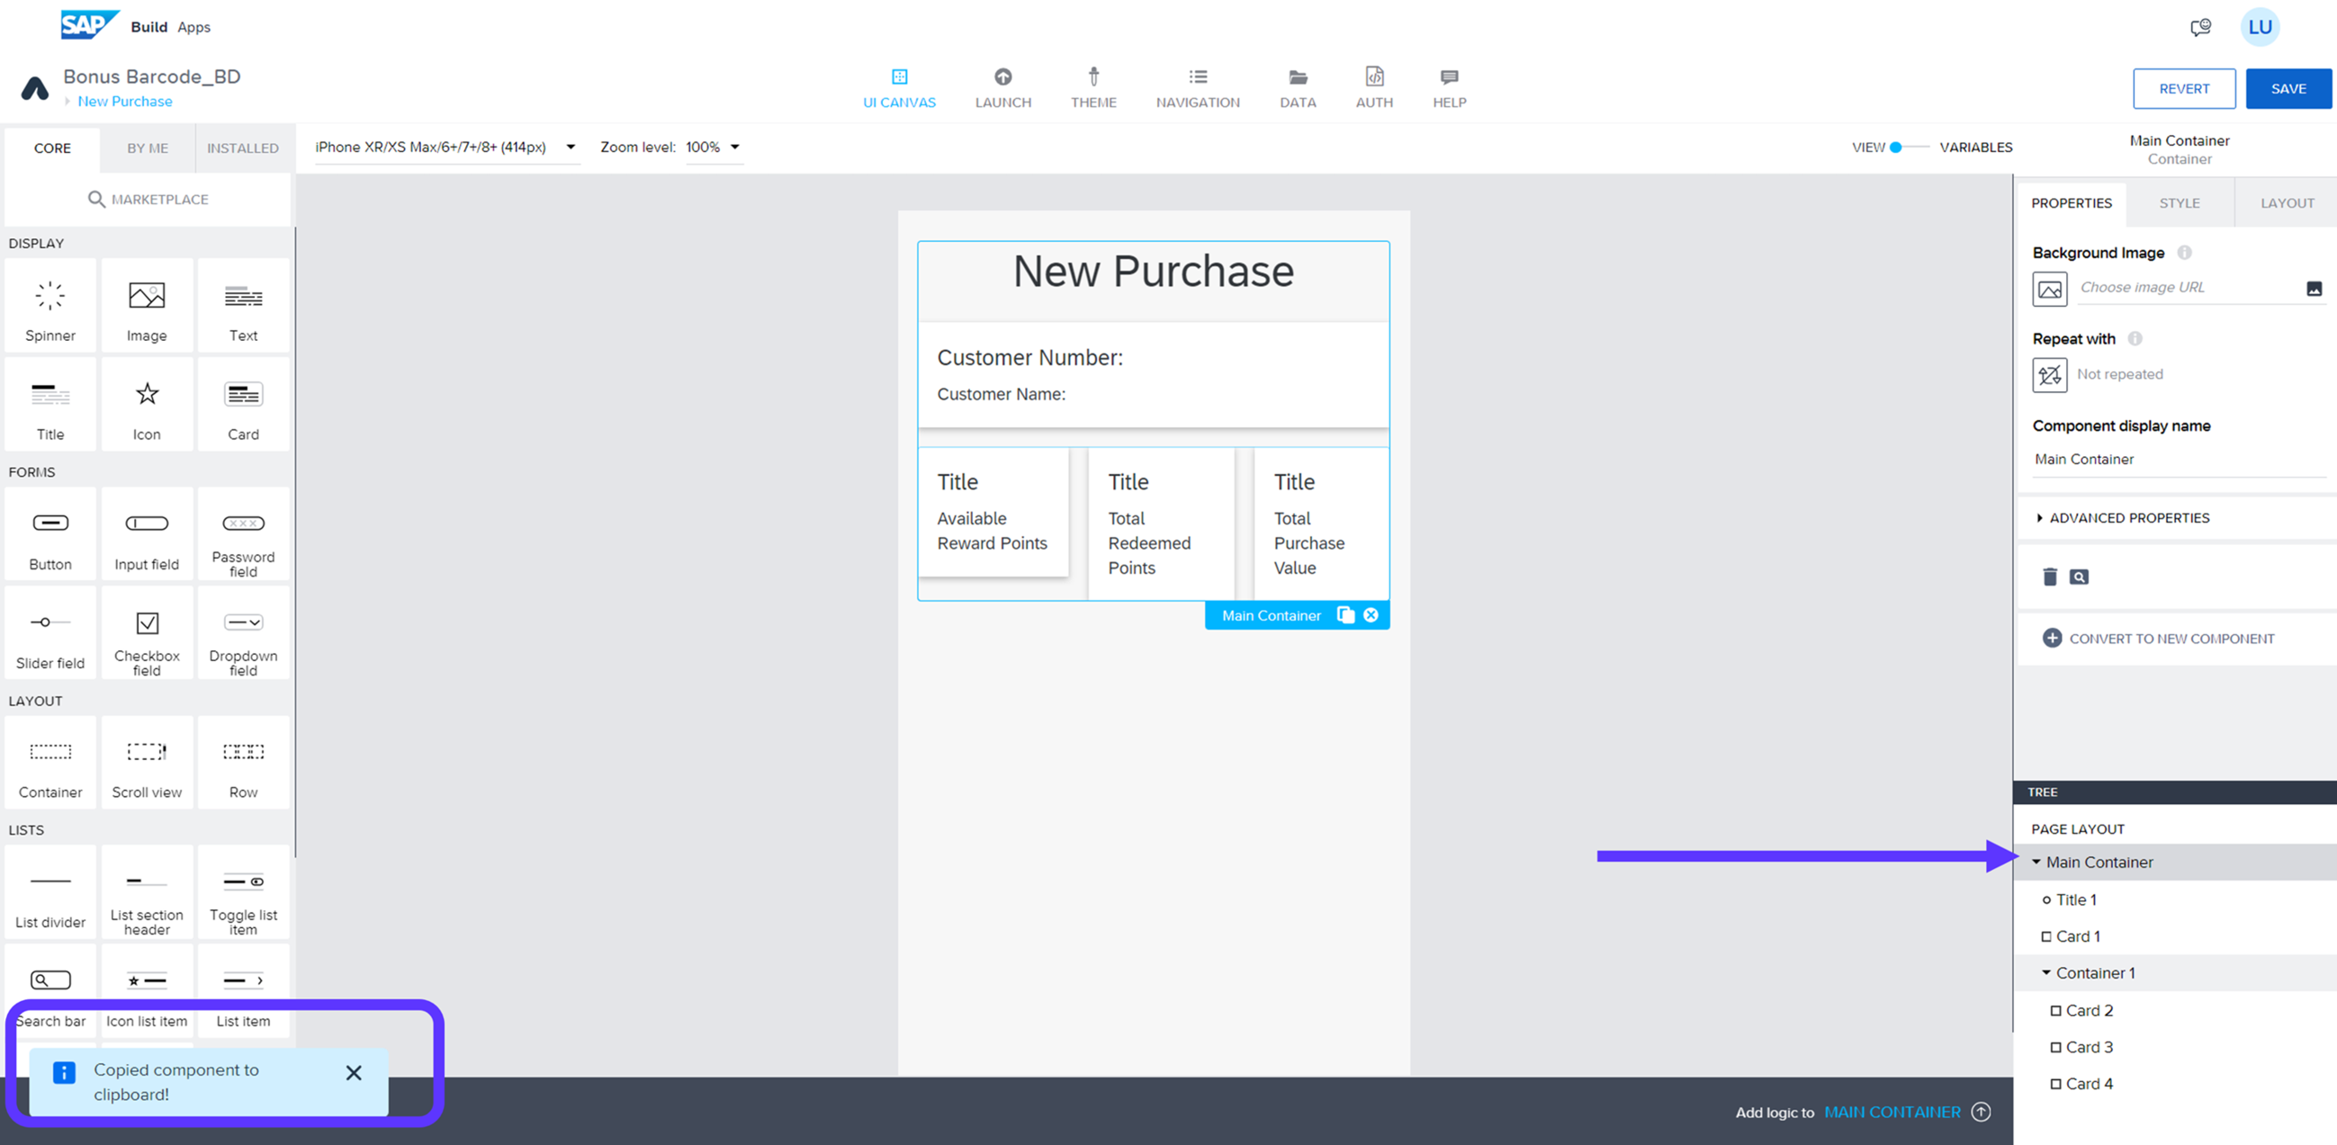 SAP Build Apps
LU
Bonus Barcode_BD
New Purchase
UI CANVAS
LAUNCH
THEME
NAVIGATION
DATA
AUTH
HELP
REVERT
SAVE
CORE
BY ME
INSTALLED
iPhone XR/XS Max/6+/7+/8+ (414px)
Zoom level: 100%
VIEW
VARIABLES
Main Container
Container
MARKETPLACE
DISPLAY
Spinner
Image
Text
Title
Icon
Card
FORMS
Button
Input field
Password
field
Slider field
Checkbox
field
Dropdown
field
LAYOUT
Container
Scroll view
Row
LISTS
List divider
List section
header
Toggle list
item
Search bar
Icon list item
List item
Copied component to
clipboard!
New Purchase
Customer Number:
Customer Name:
Title
Available
Reward Points
Title
Total
Redeemed
Points
Title
Total
Purchase
Value
Main Container
PROPERTIES
STYLE
LAYOUT
Background Image
Choose image URL
Repeat with
Not repeated
Component display name
Main Container
ADVANCED PROPERTIES
CONVERT TO NEW COMPONENT
TREE
PAGE LAYOUT
Main Container
Title 1
Card 1
Container 1
Card 2
Card 3
Card 4
Add logic to MAIN CONTAINER